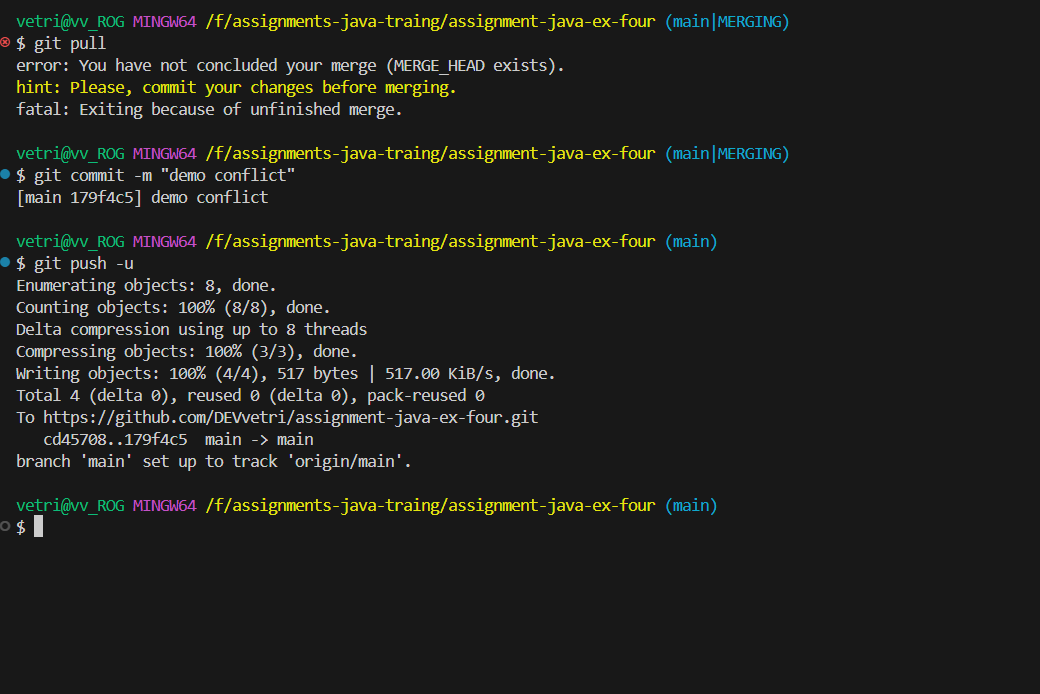 vetri@vv_ROG MINGW64 /f/assignments-java-traing/assignment-java-ex-four (main|MERGING)
$ git pull
error: You have not concluded your merge (MERGE_HEAD exists).
hint: Please, commit your changes before merging.
fatal: Exiting because of unfinished merge.
vetri@vv_ROG MINGW64 /f/assignments-java-traing/assignment-java-ex-four (main|MERGING)
$ git commit -m "demo conflict"
[main 179f4c5] demo conflict
vetri@vv_ROG MINGW64 /f/assignments-java-traing/assignment-java-ex-four (main)
$ git push -u
Enumerating objects: 8, done.
Counting objects: 100% (8/8), done.
Delta compression using up to 8 threads
Compressing objects: 100% (3/3), done.
Writing objects: 100% (4/4), 517 bytes | 517.00 KiB/s, done.
Total 4 (delta 0), reused 0 (delta 0), pack-reused 0
To https://github.com/DEVvetri/assignment-java-ex-four.git
cd45708..179f4c5  main -> main
branch 'main' set up to track 'origin/main'.
vetri@vv_ROG MINGW64 /f/assignments-java-traing/assignment-java-ex-four (main)
$